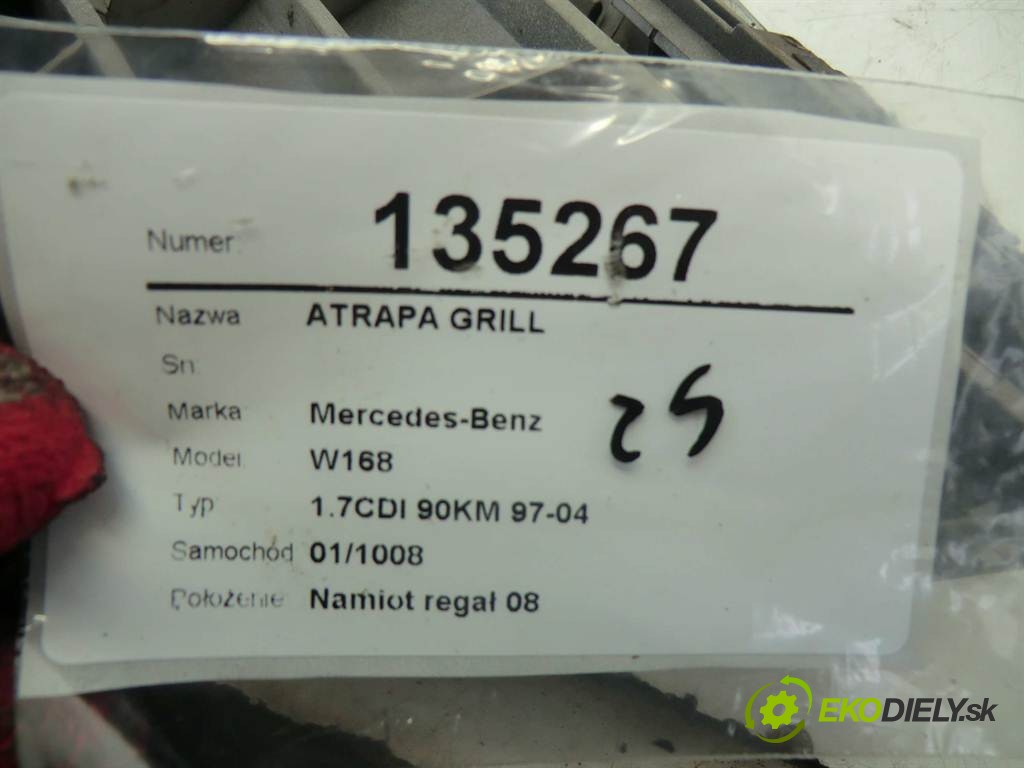 Numer: 135267
Nazwa ATRAPA GRILL
Sn:
Marka Mercedes-Benz
Model W168
Typ 1.7CDI 90KM 97-04
Samochód 01/1008
Położenie Namiot regał 08
25
EKODIELY.sk